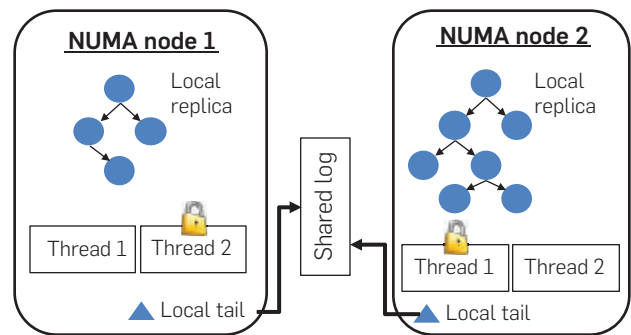 NUMA node 1
Local
replica
Thread 1
Thread 2
Local tail
Shared log
NUMA node 2
Local
replica
Thread 1
Thread 2
Local tail